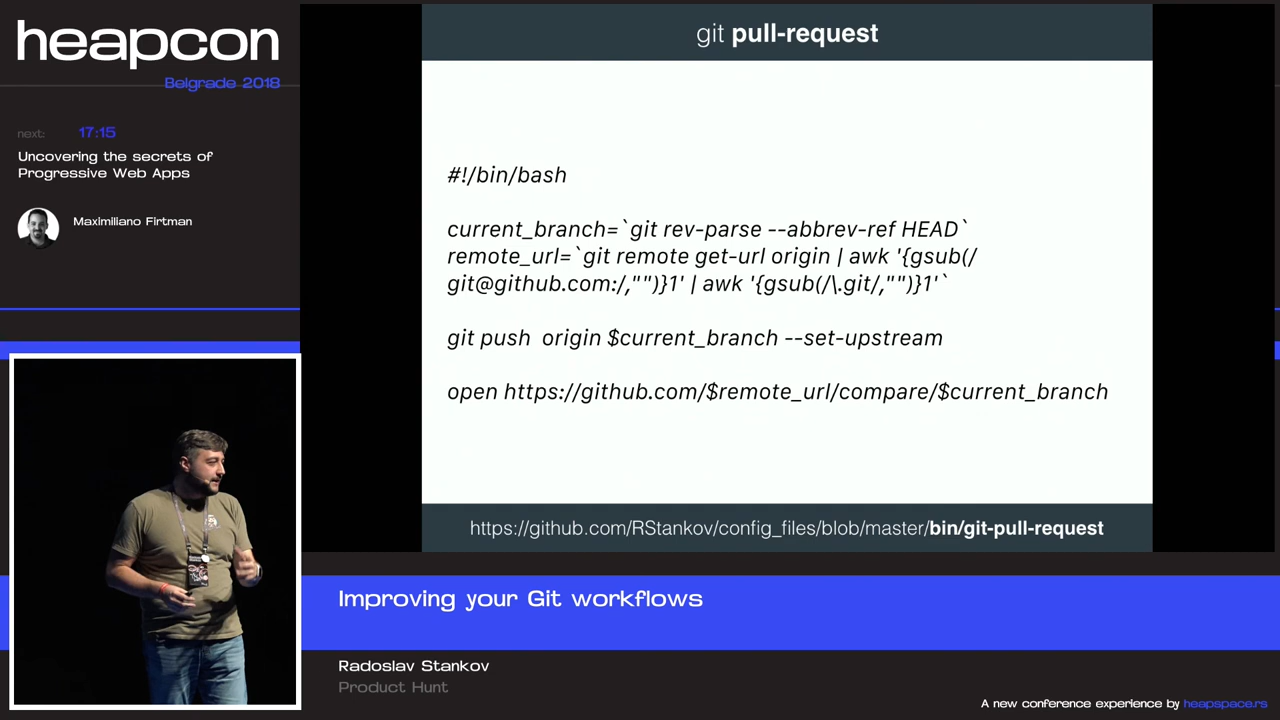 heapcon
Belgrade 2018
next: 17:15
Uncovering the secrets of
Progressive Web Apps
Maximiliano Firtman
git pull-request
#!/bin/bash
current_branch=`git rev-parse --abbrev-ref HEAD`
remote_url=`git remote get-url origin | awk '{gsub(/
git@github.com:/,"")}1' | awk '{gsub(/\.git/,"")}1'`
git push  origin $current_branch --set-upstream
open https://github.com/$remote_url/compare/$current_branch
https://github.com/RStankov/config_files/blob/master/bin/git-pull-request
Improving your Git workflows
Radoslav Stankov
Product Hunt
A new conference experience by heapspace.rs